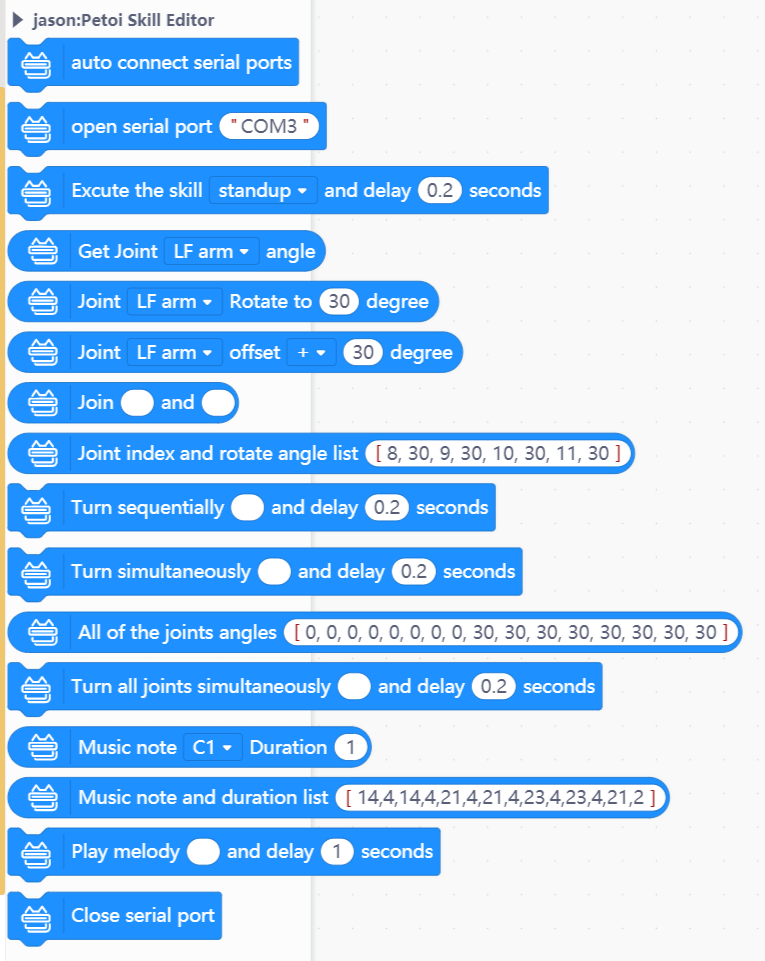 jason:Petoi Skill Editor
auto connect serial ports
open serial port "COM3 "
Excute the skill standup and delay 0.2 seconds
Get Joint LF arm angle
Joint LF arm Rotate to 30 degree
Joint LF arm offset + 30 degree
Join and
Joint index and rotate angle list [ 8, 30, 9, 30, 10, 30, 11, 30 ]
Turn sequentially and delay 0.2 seconds
Turn simultaneously and delay 0.2 seconds
All of the joints angles [ 0, 0, 0, 0, 0, 0, 0, 0, 30, 30, 30, 30, 30, 30, 30, 30 ]
Turn all joints simultaneously and delay 0.2 seconds
Music note C1 Duration 1
Music note and duration list [ 14,4,14,4,21,4,21,4,23,4,23,4,21,2 ]
Play melody and delay 1 seconds
Close serial port